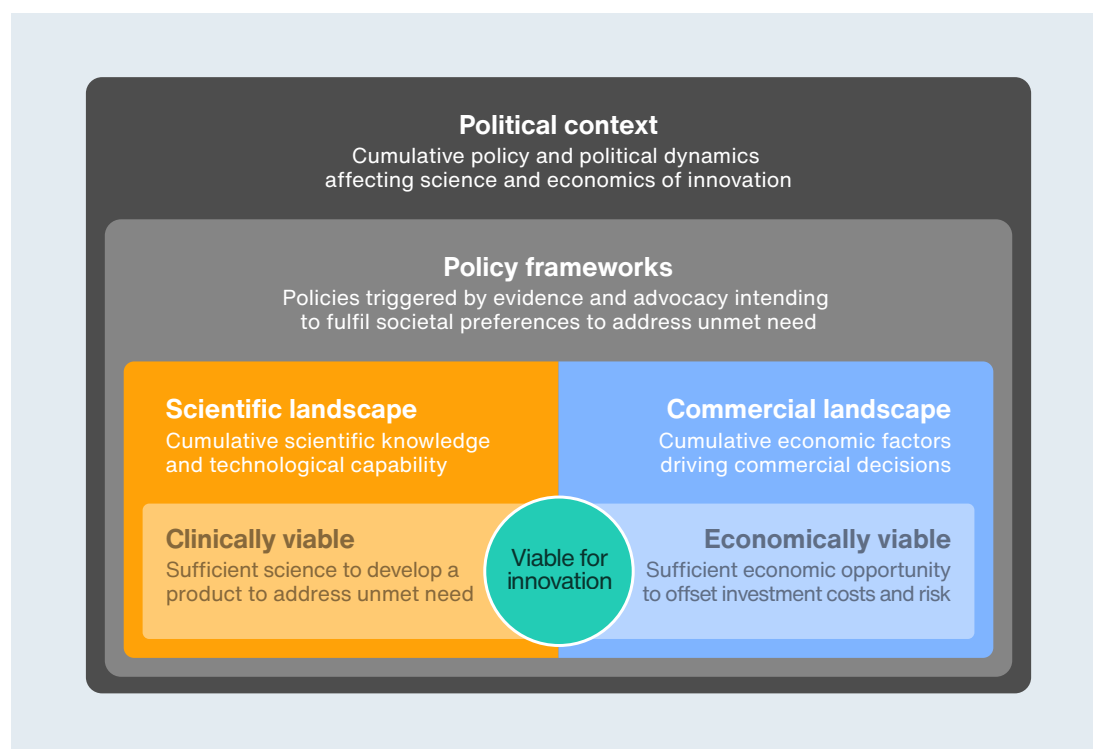 Political context
Cumulative policy and political dynamics
affecting science and economics of innovation
Policy frameworks
Policies triggered by evidence and advocacy intending
to fulfil societal preferences to address unmet need
Scientific landscape
Cumulative scientific knowledge
and technological capability
Commercial landscape
Cumulative economic factors
driving commercial decisions
Clinically viable
Sufficient science to develop a
product to address unmet need
Viable for
innovation
Economically viable
Sufficient economic opportunity
to offset investment costs and risk